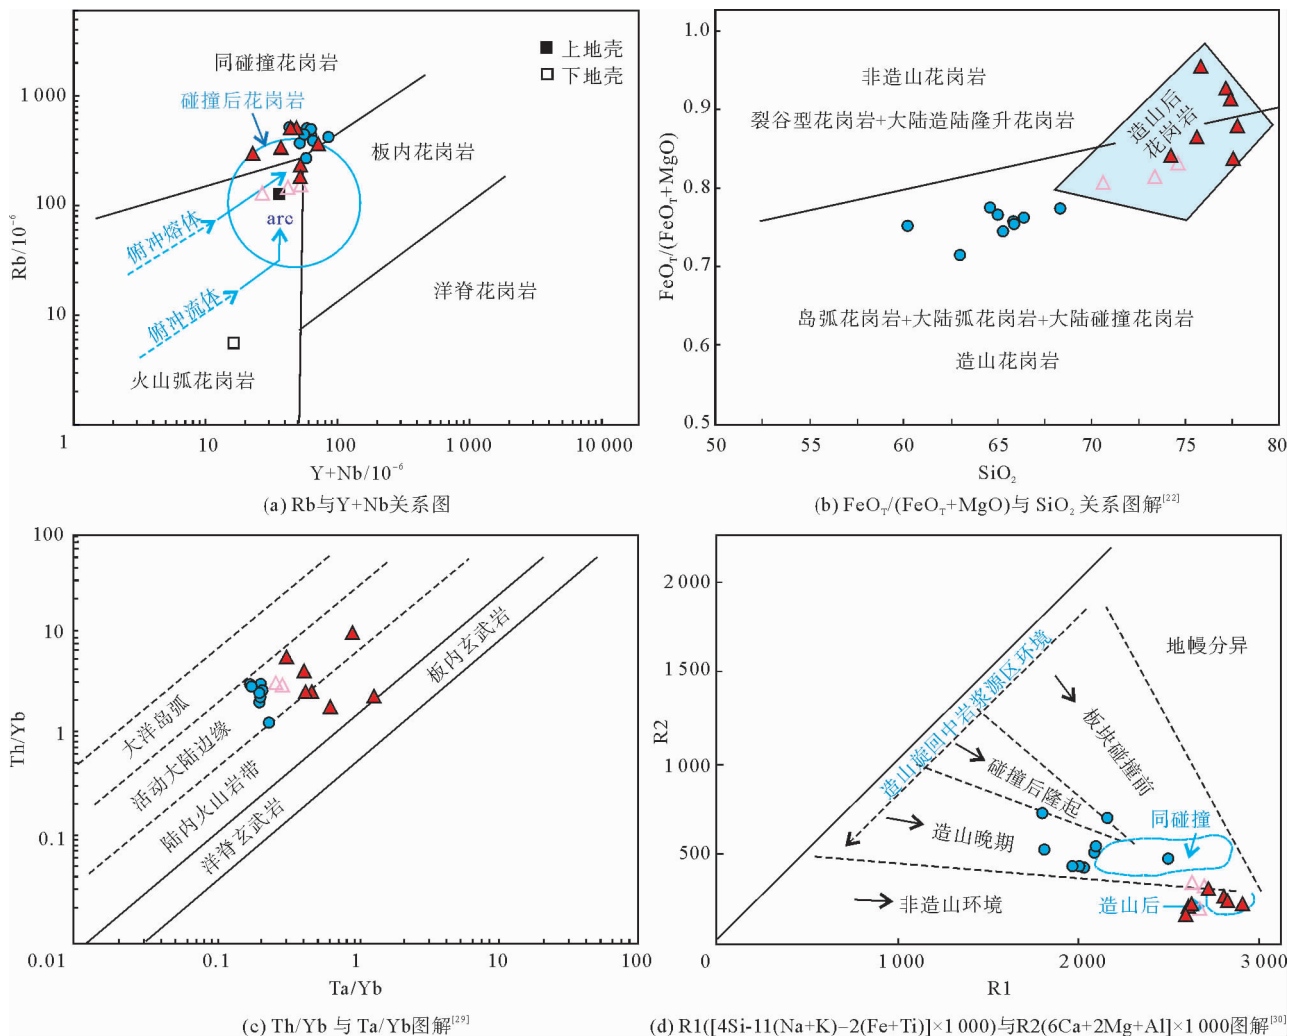 同碰撞花岗岩
■ 上地壳
□ 下地壳
1 000
碰撞后花岗岩
板内花岗岩
100
arc
俯冲熔体
俯冲流体
洋脊花岗岩
10
火山弧花岗岩
Rb/10⁻⁶
1
10
100
1 000
10 000
Y+Nb/10⁻⁶
(a) Rb与Y+Nb关系图
1.0
0.9
0.8
0.7
0.6
0.5
FeO_T/(FeO_T+MgO)
非造山花岗岩
裂谷型花岗岩+大陆造陆隆升花岗岩
造山后
花岗岩
岛弧花岗岩+大陆弧花岗岩+大陆碰撞花岗岩
造山花岗岩
50
55
60
65
70
75
80
SiO₂
(b) FeO_T/(FeO_T+MgO)与 SiO₂ 关系图解[22]
100
10
1
0.1
0.01
Th/Yb
大洋岛弧
活动大陆边缘
陆内火山岩带
洋脊玄武岩
板内玄武岩
0.1
1
10
100
Ta/Yb
(c) Th/Yb 与 Ta/Yb图解[29]
2 000
1 500
1 000
500
R2
地幔分异
造山旋回中岩浆源区环境
板块碰撞前
碰撞后隆起
造山晚期
同碰撞
造山后
非造山环境
0
1 000
2 000
3 000
R1
(d) R1([4Si-11(Na+K)−2(Fe+Ti)]×1 000)与R2(6Ca+2Mg+Al]×1 000图解[30]